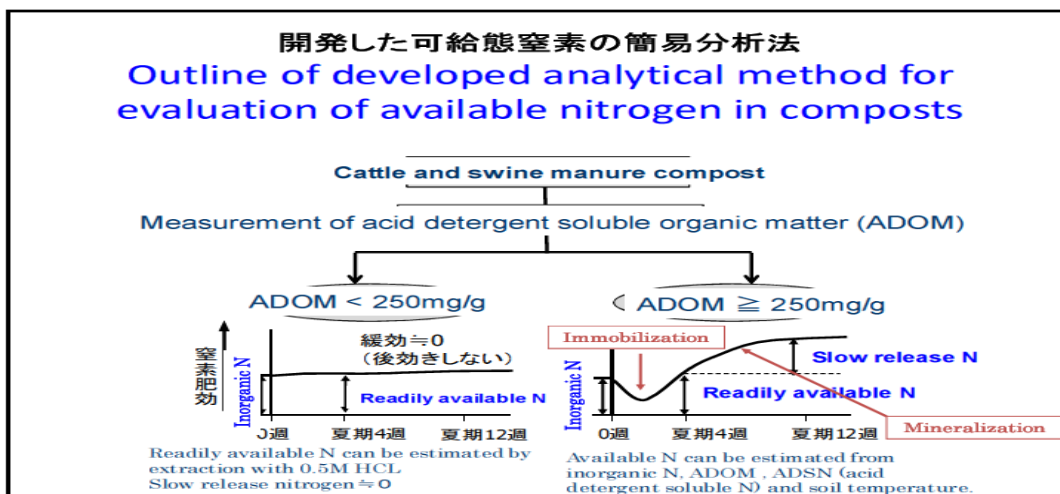 開発した可給態窒素の簡易分析法
Outline of developed analytical method for
evaluation of available nitrogen in composts
Cattle and swine manure compost
Measurement of acid detergent soluble organic matter (ADOM)
ADOM < 250mg/g
ADOM ≧ 250mg/g
窒素肥効
Inorganic N
緩効≒0
(後効きしない)
Readily available N
0週
夏期4週
夏期12週
Readily available N can be estimated by
extraction with 0.5M HCL
Slow release nitrogen≒0
Immobilization
Inorganic N
Slow release N
Readily available N
Mineralization
0週
夏期4週
夏期12週
Available N can be estimated from
inorganic N, ADOM , ADSN (acid
detergent soluble N) and soil temperature.